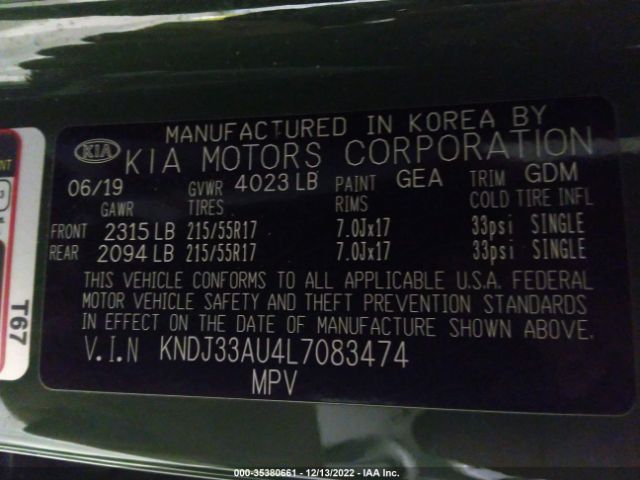 MANUFACTURED IN KOREA BY
KIA KIA MOTORS CORPORATION
06/19 GVWR 4023 LB PAINT GEA TRIM GDM
GAWR TIRES RIMS COLD TIRE INFL
FRONT 2315 LB 215/55R17 7.0Jx17 33psi SINGLE
REAR 2094 LB 215/55R17 7.0Jx17 33psi SINGLE
THIS VEHICLE CONFORMS TO ALL APPLICABLE U.S.A. FEDERAL
MOTOR VEHICLE SAFETY AND THEFT PREVENTION STANDARDS
IN EFFECT ON THE DATE OF MANUFACTURE SHOWN ABOVE.
V.I.N KNDJ33AU4L7083474
MPV
T67
000-35380661 - 12/13/2022 - IAA Inc.